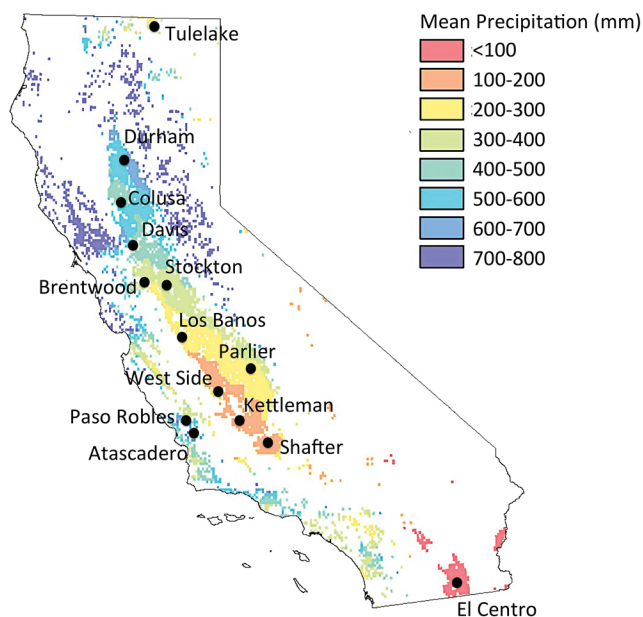 Mean Precipitation (mm)
<100
100-200
200-300
300-400
400-500
500-600
600-700
700-800
Tulelake
Durham
Colusa
Davis
Stockton
Brentwood
Los Banos
Parlier
West Side
Kettleman
Paso Robles
Atascadero
Shafter
El Centro